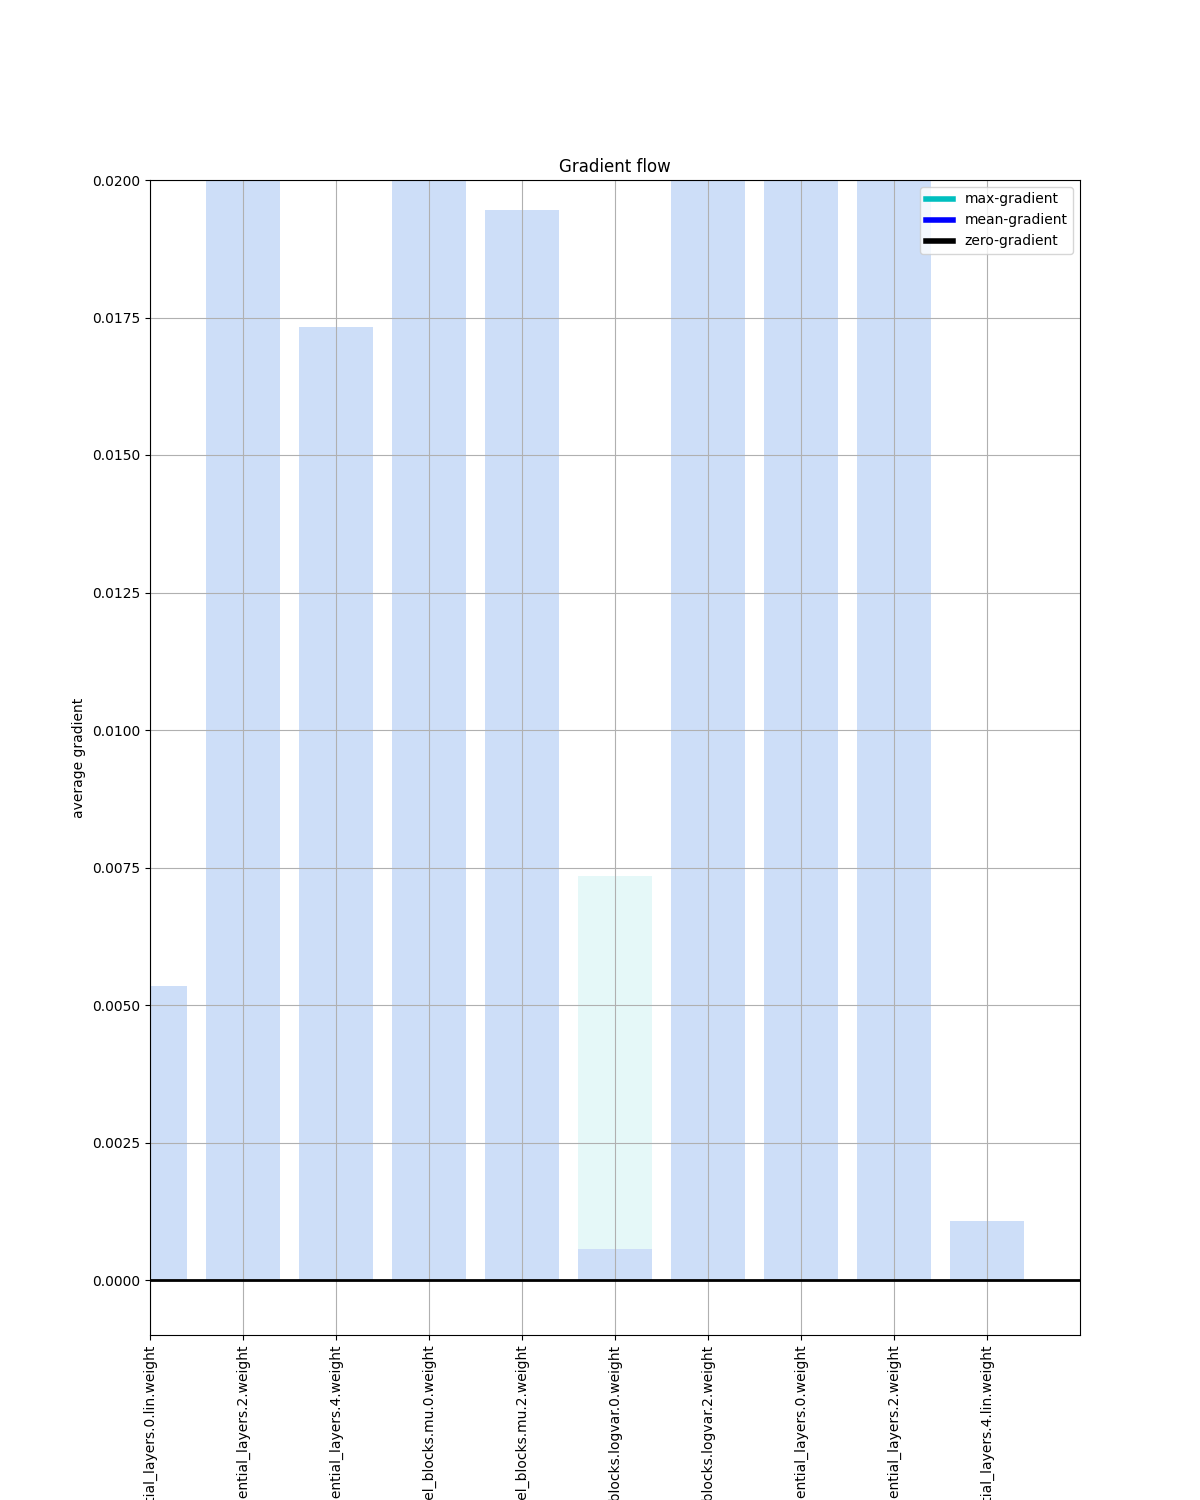 Gradient flow
max-gradient
mean-gradient
zero-gradient
0.0200
0.0175
0.0150
0.0125
0.0100
0.0075
0.0050
0.0025
0.0000
average gradient
tial_layers.0.lin.weight
ential_layers.2.weight
ential_layers.4.weight
el_blocks.mu.0.weight
el_blocks.mu.2.weight
blocks.logvar.0.weight
blocks.logvar.2.weight
ential_layers.0.weight
ential_layers.2.weight
tial_layers.4.lin.weight